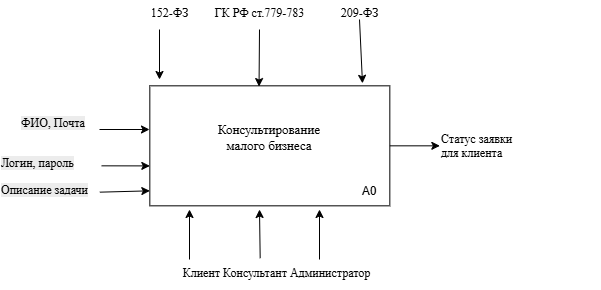 152-ФЗ ГК РФ ст.779-783 209-ФЗ
ФИО, Почта
Логин, пароль
Описание задачи
Консультирование
малого бизнеса
A0
Статус заявки
для клиента
Клиент Консультант Администратор